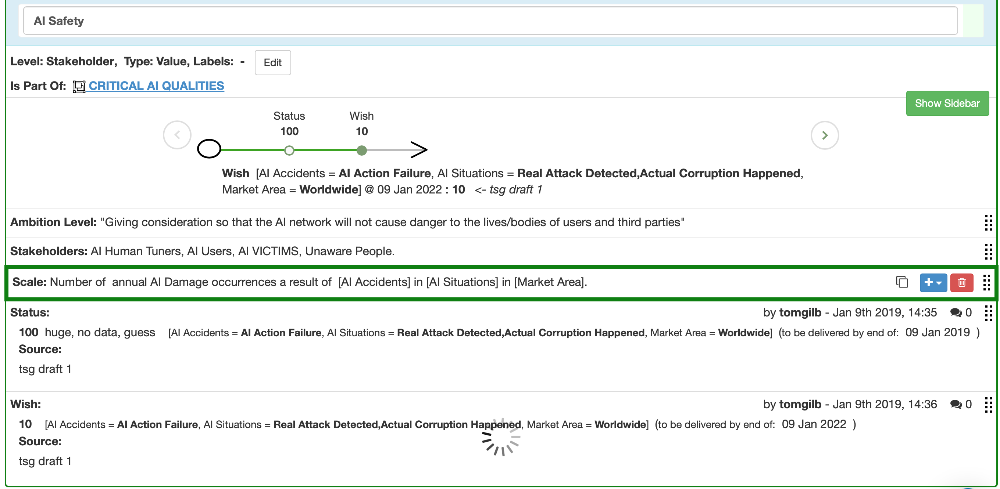 AI Safety
Level: Stakeholder, Type: Value, Labels: - Edit
Is Part Of: CRITICAL AI QUALITIES
Show Sidebar
Status Wish
100 10
Wish [AI Accidents = AI Action Failure, AI Situations = Real Attack Detected,Actual Corruption Happened,
Market Area = Worldwide] @ 09 Jan 2022 : 10 <- tsg draft 1
Ambition Level: "Giving consideration so that the AI network will not cause danger to the lives/bodies of users and third parties"
Stakeholders: AI Human Tuners, AI Users, AI VICTIMS, Unaware People.
Scale: Number of annual AI Damage occurrences a result of [AI Accidents] in [AI Situations] in [Market Area].
Status: by tomgilb - Jan 9th 2019, 14:35 0
100 huge, no data, guess [AI Accidents = AI Action Failure, AI Situations = Real Attack Detected,Actual Corruption Happened, Market Area = Worldwide] (to be delivered by end of: 09 Jan 2019 )
Source:
tsg draft 1
Wish: by tomgilb - Jan 9th 2019, 14:36 0
10 [AI Accidents = AI Action Failure, AI Situations = Real Attack Detected,Actual Corruption Happened, Market Area = Worldwide] (to be delivered by end of: 09 Jan 2022 )
Source:
tsg draft 1